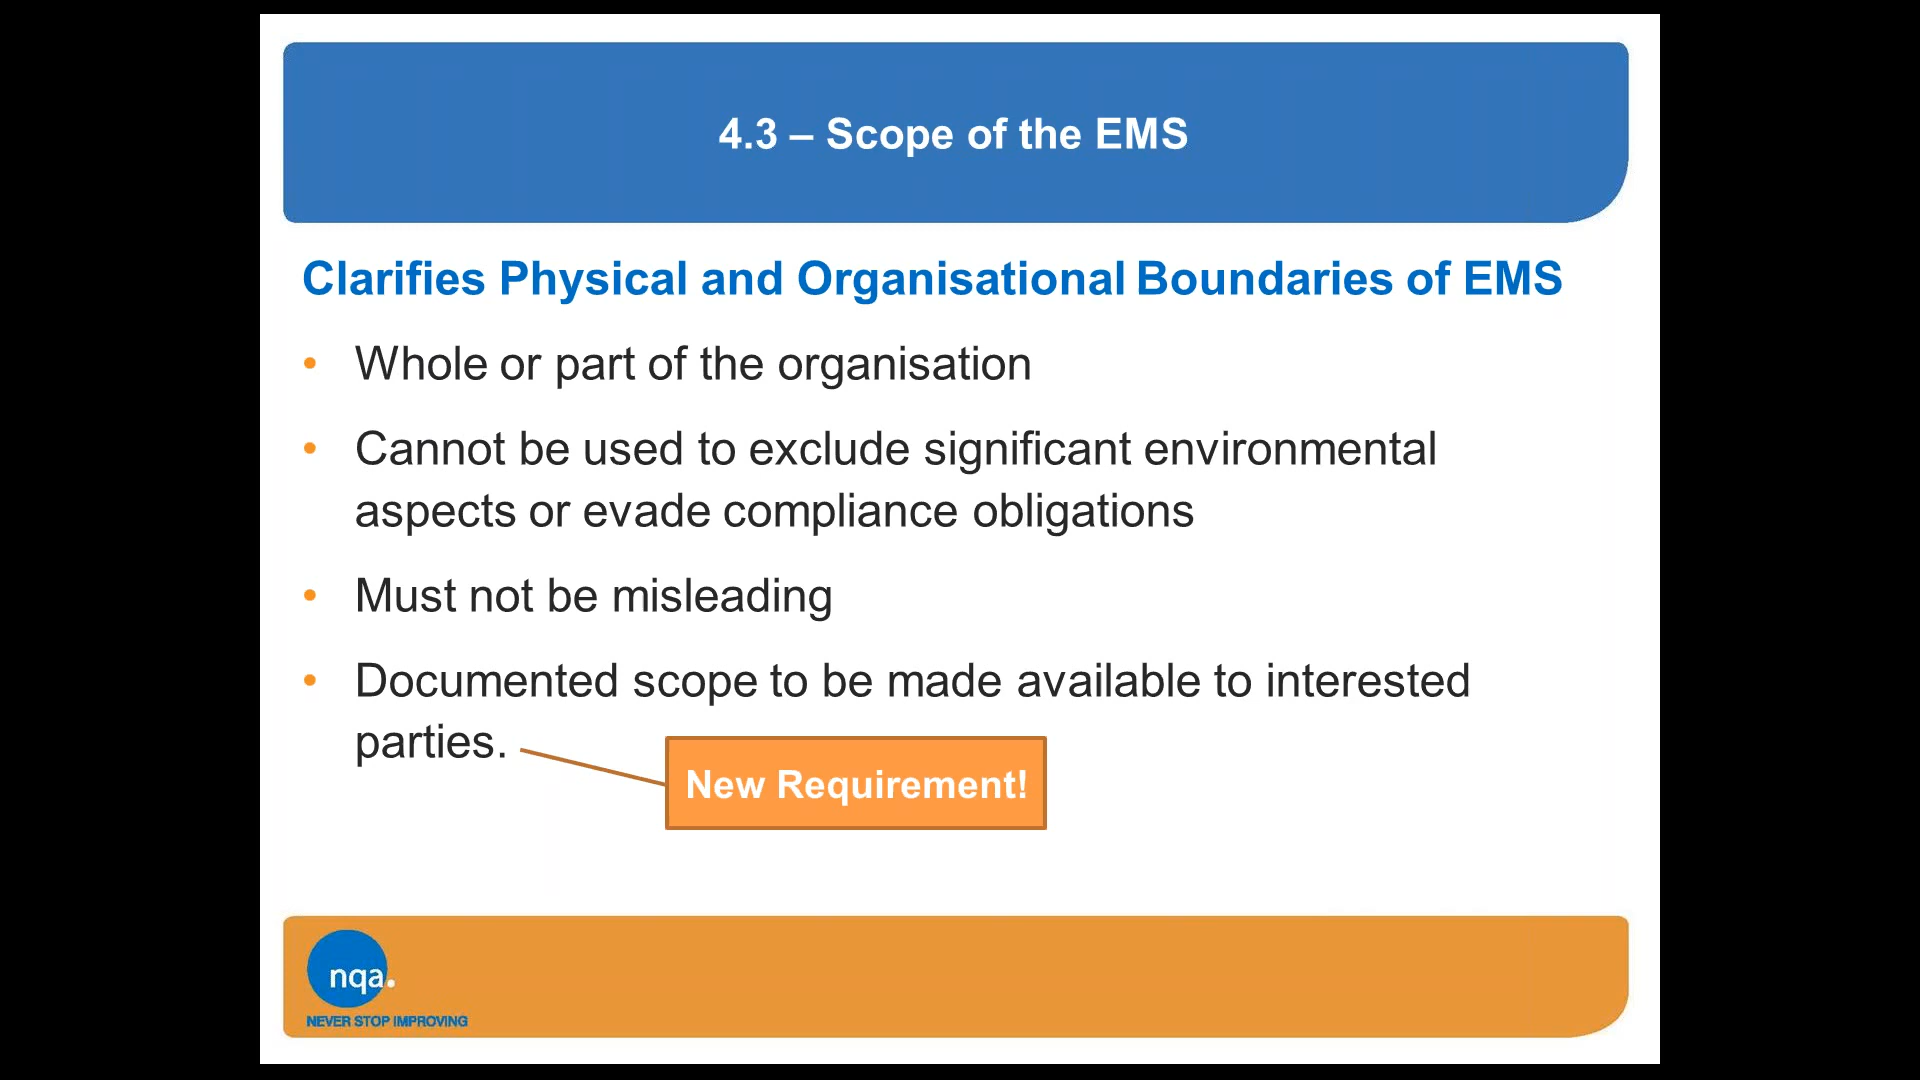 4.3 – Scope of the EMS
Clarifies Physical and Organisational Boundaries of EMS
• Whole or part of the organisation
• Cannot be used to exclude significant environmental
aspects or evade compliance obligations
• Must not be misleading
• Documented scope to be made available to interested
parties.
New Requirement!
nqa.
NEVER STOP IMPROVING